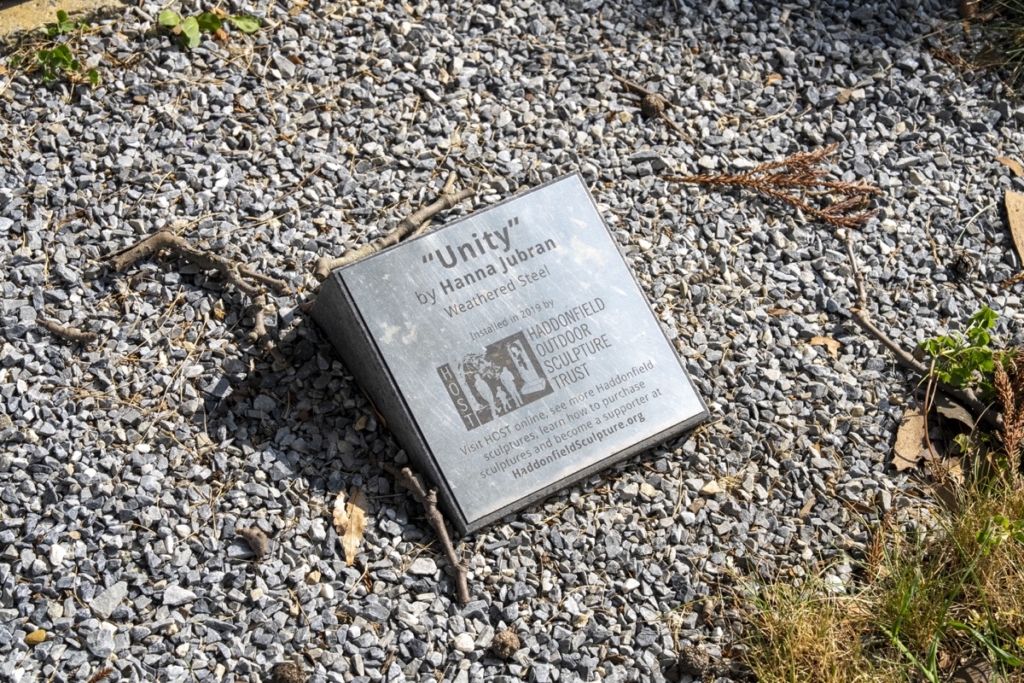 “Unity”
by Hanna Jubran
Weathered Steel
Installed in 2019 by
HOST
HADDONFIELD
OUTDOOR
SCULPTURE
TRUST
Visit HOST online, see more Haddonfield
sculptures, learn how to purchase
sculptures and become a supporter at
HaddonfieldSculpture.org